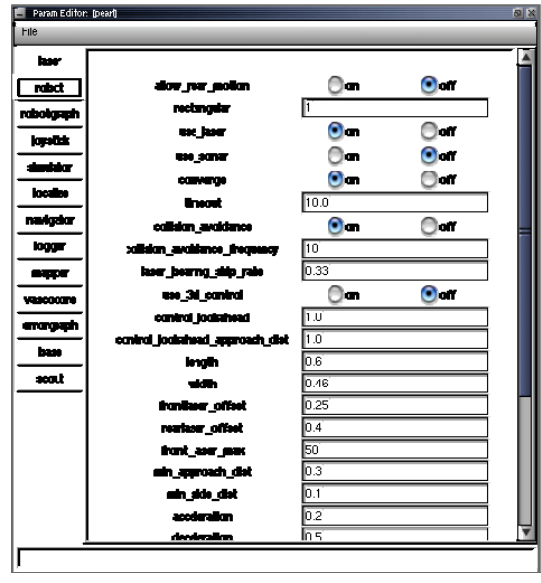 Param Editor: [pearl]
File
laser
robot
robotgraph
joystick
simulator
localize
navigator
logger
mapper
vascocore
errorgraph
base
scout
allow_rear_motion on off
rectangular 1
use_laser on off
use_sonar on off
converge on off
timeout 10.0
collision_avoidance on off
collision_avoidance_frequency 10
laser_bearing_skip_rate 0.33
use_3d_control on off
control_lookahead 1.0
control_lookahead_approach_dist 1.0
length 0.6
width 0.46
frontlaser_offset 0.25
rearlaser_offset 0.4
front_laser_max 50
min_approach_dist 0.3
min_side_dist 0.1
acceleration 0.2
deceleration 0.5